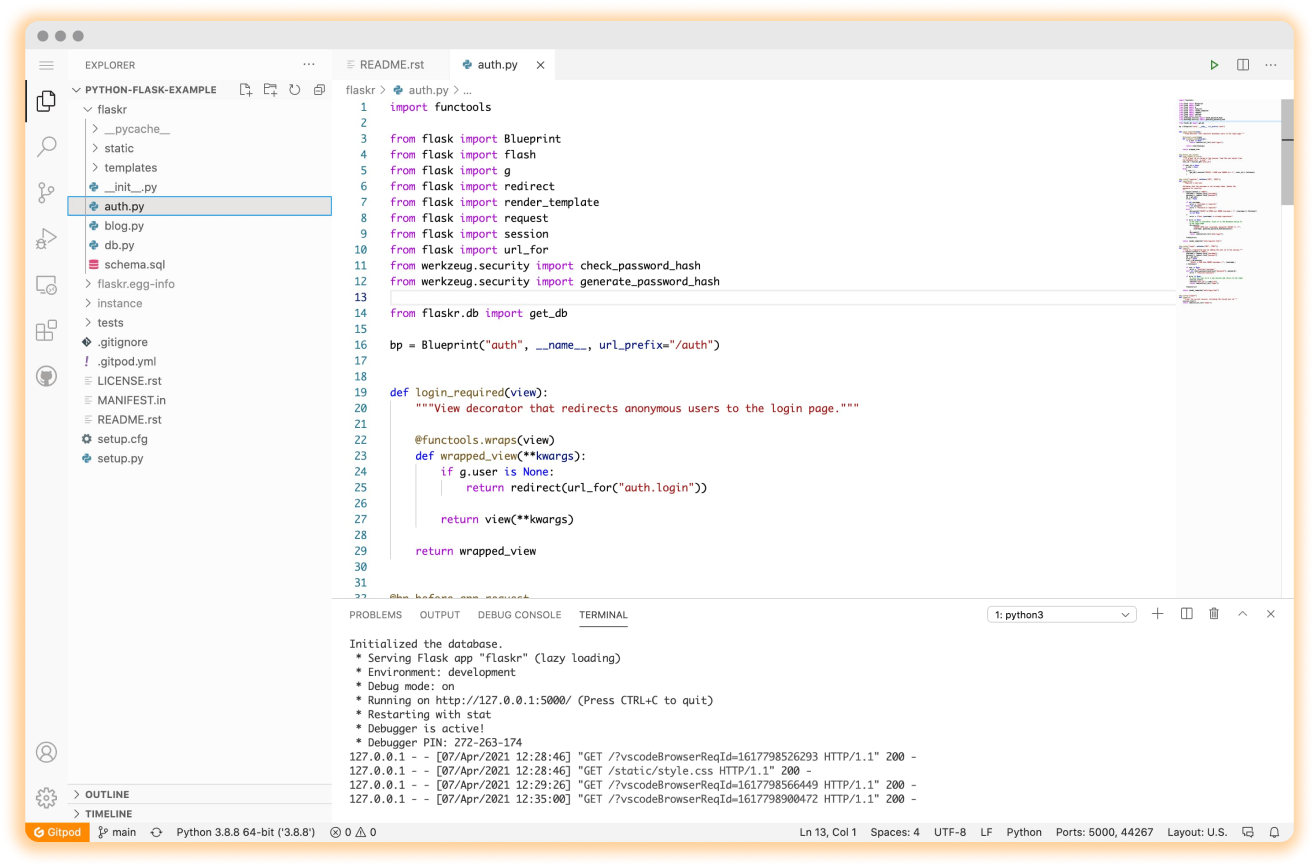 EXPLORER
PYTHON-FLASK-EXAMPLE
flaskr
__pycache__
static
templates
__init__.py
auth.py
blog.py
db.py
schema.sql
flaskr.egg-info
instance
tests
.gitignore
.gitpod.yml
LICENSE.rst
MANIFEST.in
README.rst
setup.cfg
setup.py
OUTLINE
TIMELINE
README.rst
auth.py
flaskr > auth.py > ...
1 import functools
2
3 from flask import Blueprint
4 from flask import flash
5 from flask import g
6 from flask import redirect
7 from flask import render_template
8 from flask import request
9 from flask import session
10 from flask import url_for
11 from werkzeug.security import check_password_hash
12 from werkzeug.security import generate_password_hash
13
14 from flaskr.db import get_db
15
16 bp = Blueprint("auth", __name__, url_prefix="/auth")
17
18
19 def login_required(view):
20 """View decorator that redirects anonymous users to the login page."""
21
22 @functools.wraps(view)
23 def wrapped_view(**kwargs):
24 if g.user is None:
25 return redirect(url_for("auth.login"))
26
27 return view(**kwargs)
28
29 return wrapped_view
30
31
32 @bp.before_app_request
PROBLEMS OUTPUT DEBUG CONSOLE TERMINAL 1: python3
Initialized the database.
* Serving Flask app "flaskr" (lazy loading)
* Environment: development
* Debug mode: on
* Running on http://127.0.0.1:5000/ (Press CTRL+C to quit)
* Restarting with stat
* Debugger is active!
* Debugger PIN: 272-263-174
127.0.0.1 - - [07/Apr/2021 12:28:46] "GET /?vscodeBrowserReqId=1617798526293 HTTP/1.1" 200 -
127.0.0.1 - - [07/Apr/2021 12:28:46] "GET /static/style.css HTTP/1.1" 200 -
127.0.0.1 - - [07/Apr/2021 12:29:26] "GET /?vscodeBrowserReqId=1617798566449 HTTP/1.1" 200 -
127.0.0.1 - - [07/Apr/2021 12:35:00] "GET /?vscodeBrowserReqId=1617798900472 HTTP/1.1" 200 -
Gitpod main Python 3.8.8 64-bit ('3.8.8') 0 0 Ln 13, Col 1 Spaces: 4 UTF-8 LF Python Ports: 5000, 44267 Layout: U.S.